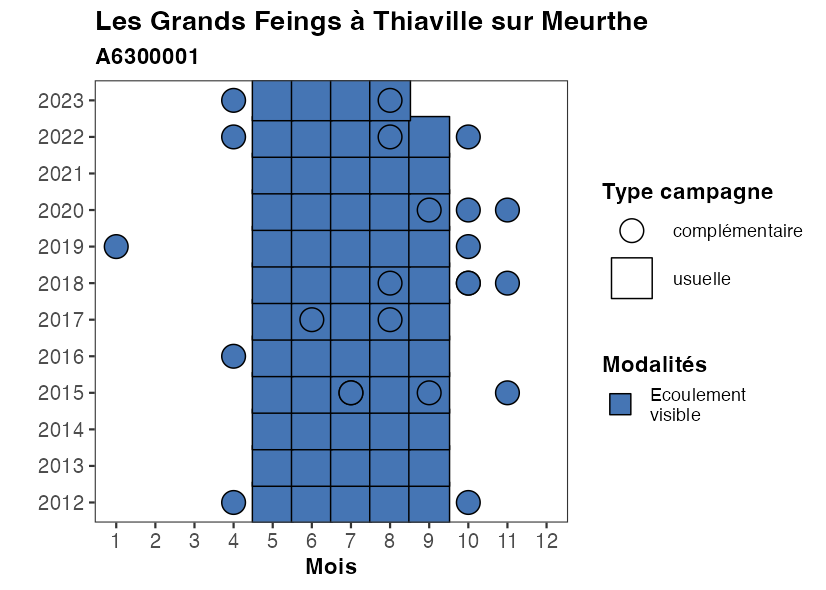 Les Grands Feings à Thiaville sur Meurthe
A6300001
2023
2022
2021
2020
2019
2018
2017
2016
2015
2014
2013
2012
1 2 3 4 5 6 7 8 9 10 11 12
Mois
Type campagne
complémentaire
usuelle
Modalités
Ecoulement
visible